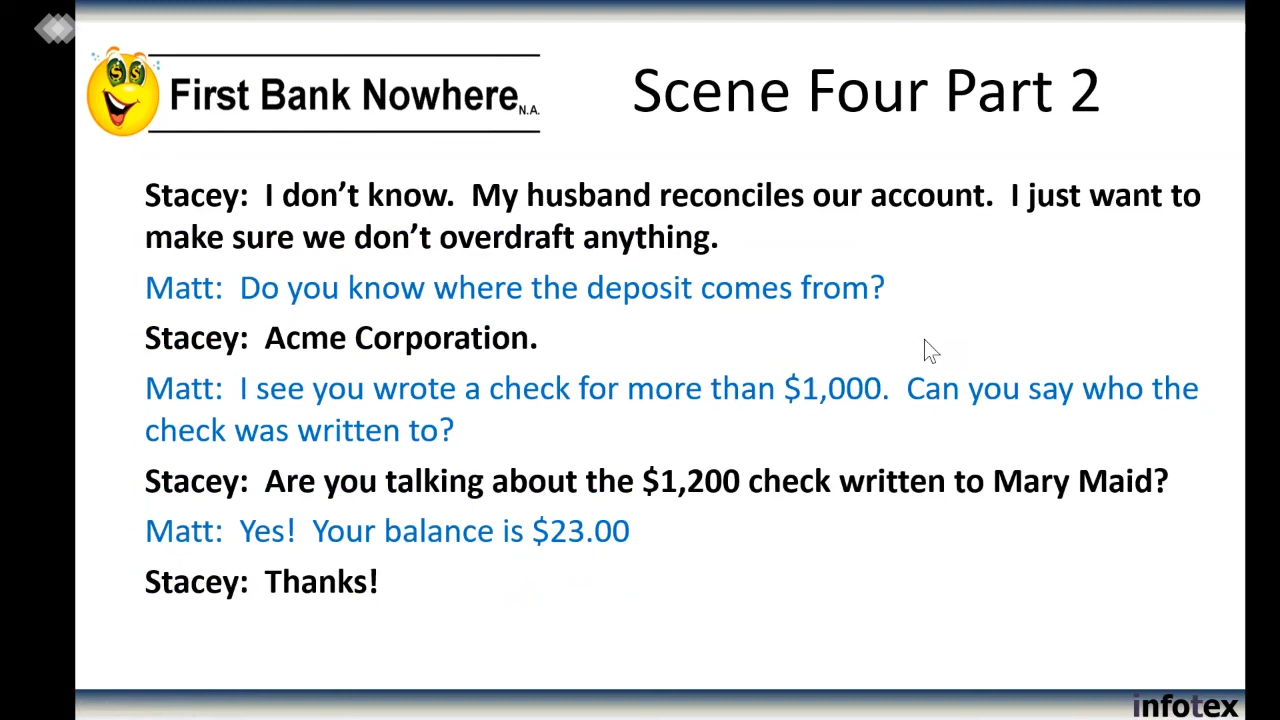 First Bank Nowhere N.A.
Scene Four Part 2
Stacey:  I don’t know.  My husband reconciles our account.  I just want to
make sure we don’t overdraft anything.
Matt:  Do you know where the deposit comes from?
Stacey:  Acme Corporation.
Matt:  I see you wrote a check for more than $1,000.  Can you say who the
check was written to?
Stacey:  Are you talking about the $1,200 check written to Mary Maid?
Matt:  Yes!  Your balance is $23.00
Stacey:  Thanks!
infotex